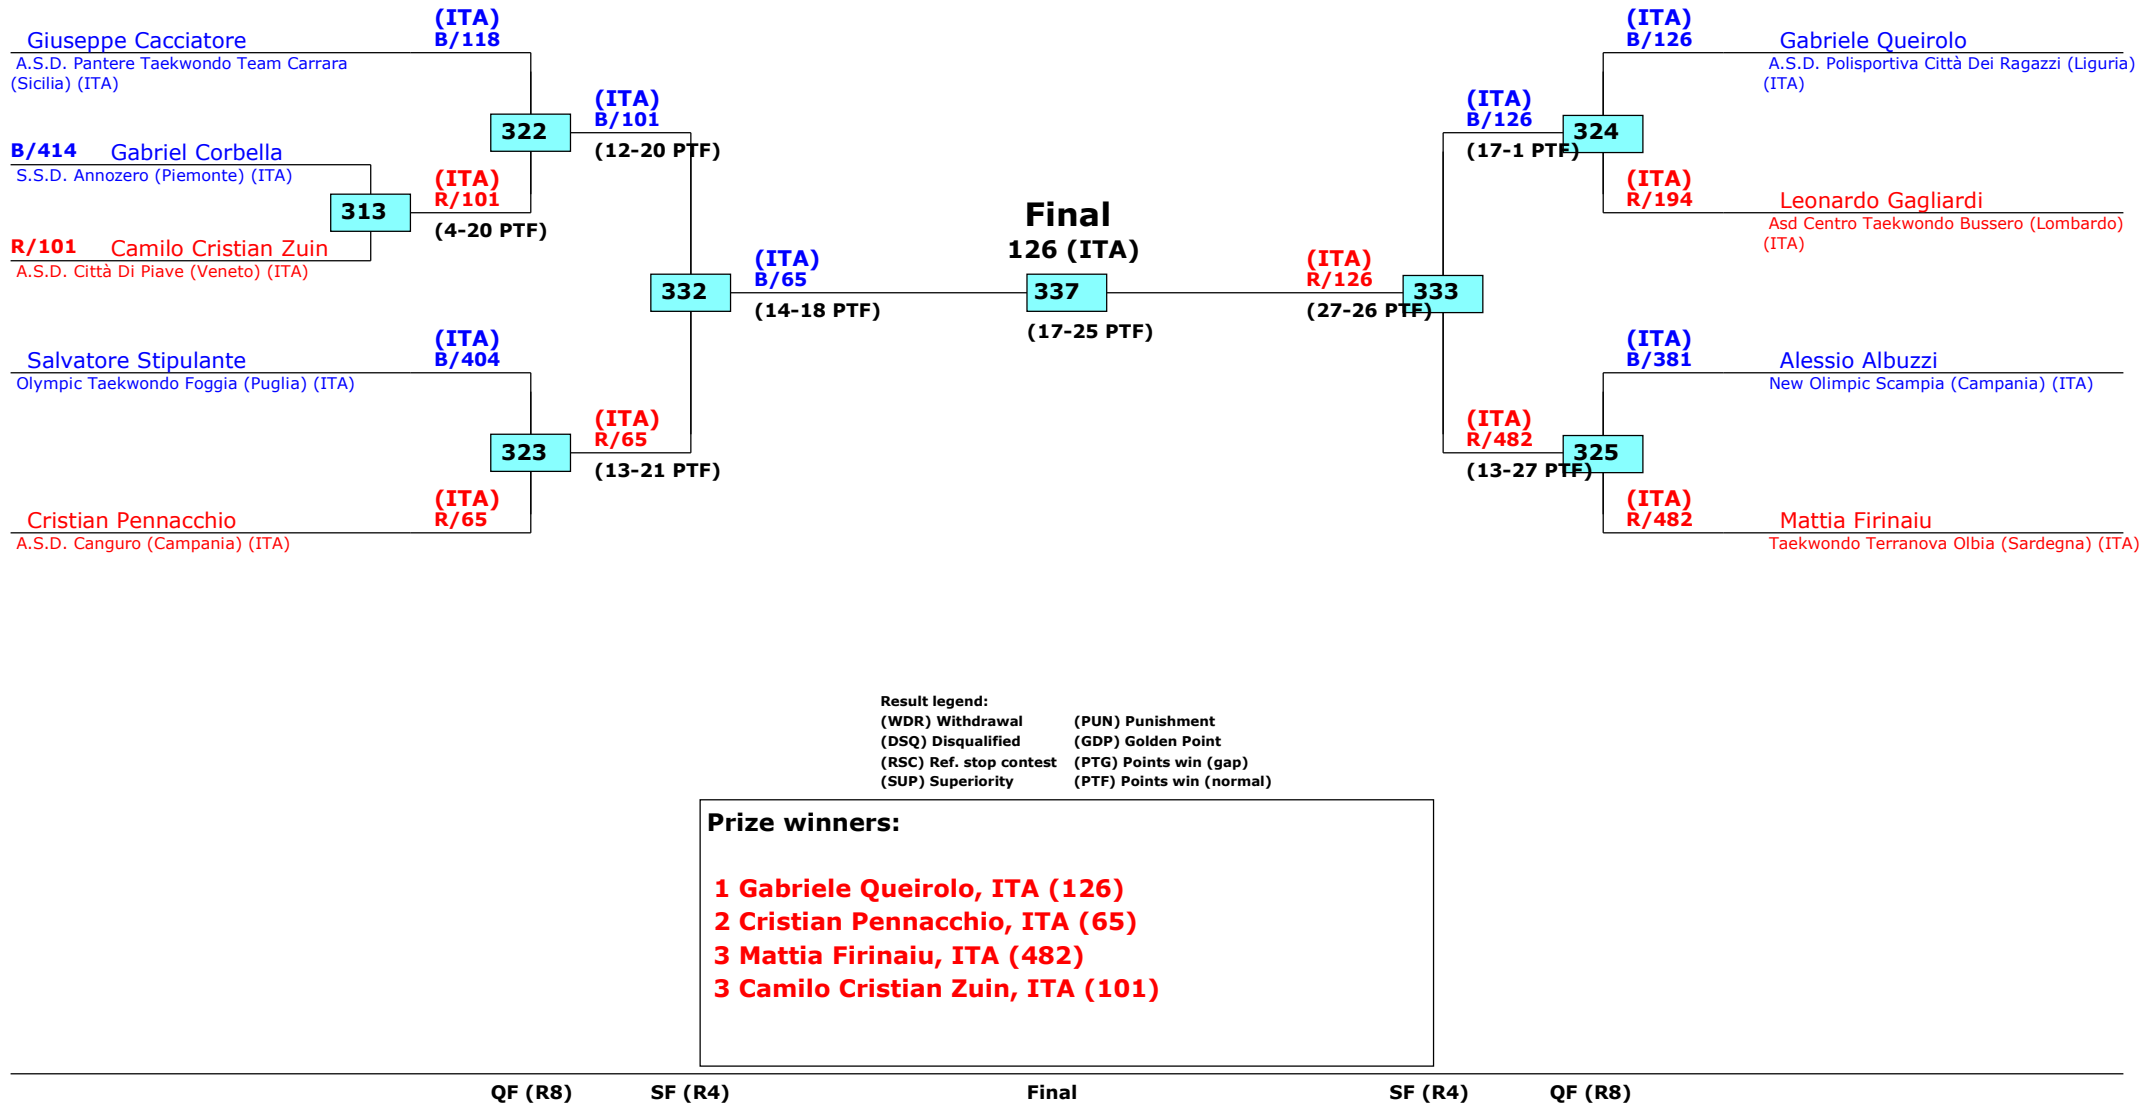 (ITA)
B/118
Giuseppe Cacciatore
A.S.D. Pantere Taekwondo Team Carrara
(Sicilia) (ITA)
322
(ITA)
B/101
(12-20 PTF)
B/414 Gabriel Corbella
S.S.D. Annozero (Piemonte) (ITA)
313
(ITA)
R/101
(4-20 PTF)
R/101 Camilo Cristian Zuin
A.S.D. Città Di Piave (Veneto) (ITA)
332
(ITA)
B/65
(14-18 PTF)
(ITA)
B/404
Salvatore Stipulante
Olympic Taekwondo Foggia (Puglia) (ITA)
323
(ITA)
R/65
(13-21 PTF)
(ITA)
R/65
Cristian Pennacchio
A.S.D. Canguro (Campania) (ITA)
Final
126 (ITA)
337
(17-25 PTF)
(ITA)
R/126
(27-26 PTF)
333
(ITA)
B/126
(17-1 PTF)
324
(ITA)
B/126
Gabriele Queirolo
A.S.D. Polisportiva Città Dei Ragazzi (Liguria)
(ITA)
(ITA)
R/194
Leonardo Gagliardi
Asd Centro Taekwondo Bussero (Lombardo)
(ITA)
(ITA)
B/381
Alessio Albuzzi
New Olimpic Scampia (Campania) (ITA)
(ITA)
R/482
(13-27 PTF)
325
(ITA)
R/482
Mattia Firinaiu
Taekwondo Terranova Olbia (Sardegna) (ITA)
Result legend:
(WDR) Withdrawal (PUN) Punishment
(DSQ) Disqualified (GDP) Golden Point
(RSC) Ref. stop contest (PTG) Points win (gap)
(SUP) Superiority (PTF) Points win (normal)
Prize winners:
1 Gabriele Queirolo, ITA (126)
2 Cristian Pennacchio, ITA (65)
3 Mattia Firinaiu, ITA (482)
3 Camilo Cristian Zuin, ITA (101)
QF (R8) SF (R4) Final SF (R4) QF (R8)